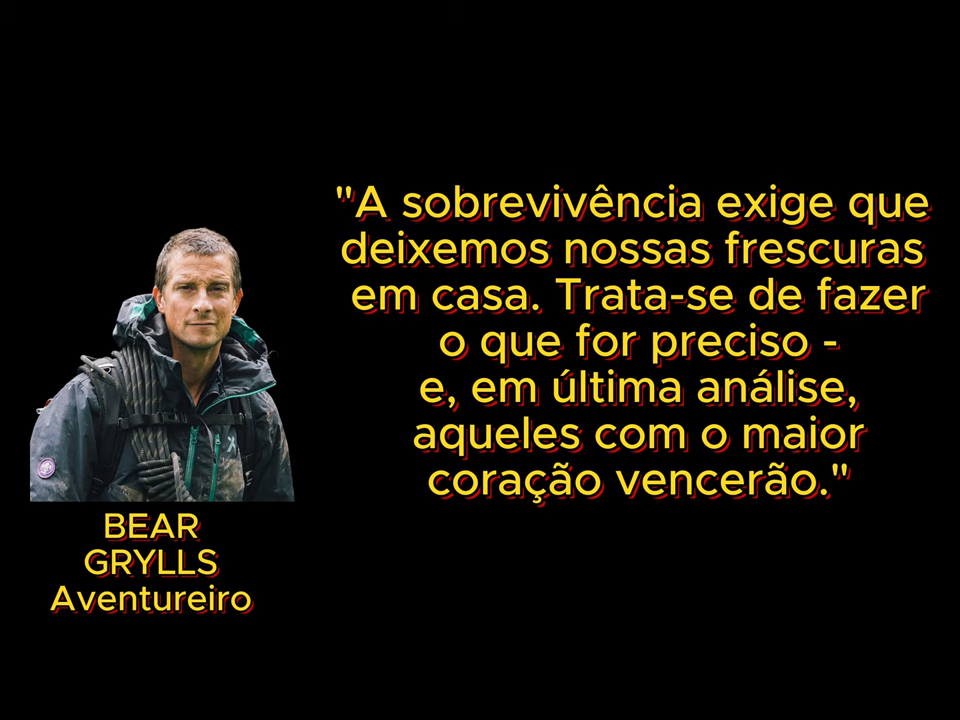 "A sobrevivência exige que
deixemos nossas frescuras
em casa. Trata-se de fazer
o que for preciso -
e, em última análise,
aqueles com o maior
coração vencerão."
BEAR
GRYLLS
Aventureiro